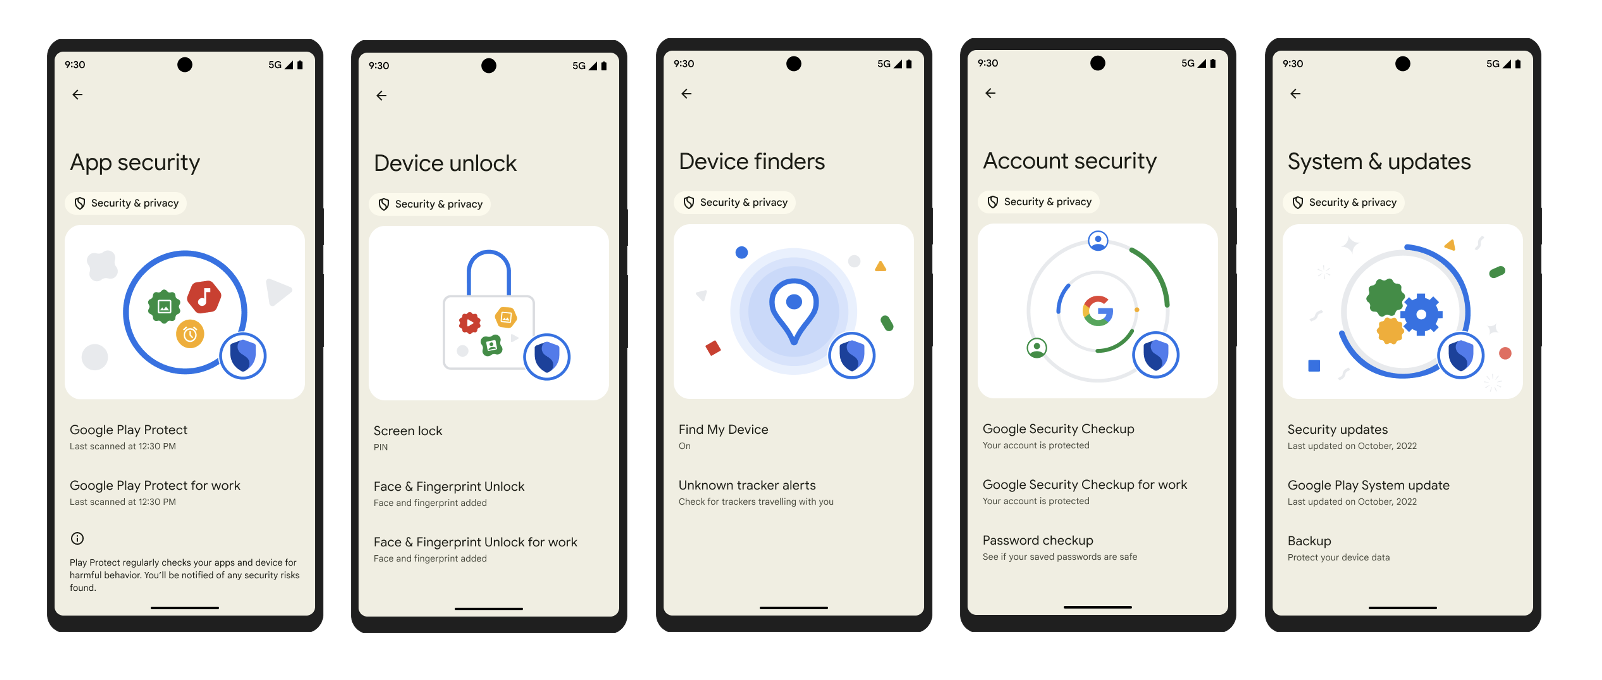 9:30
5G
App security
Security & privacy
Google Play Protect
Last scanned at 12:30 PM
Google Play Protect for work
Last scanned at 12:30 PM
Play Protect regularly checks your apps and device for
harmful behavior. You'll be notified of any security risks
found.
9:30
5G
Device unlock
Security & privacy
Screen lock
PIN
Face & Fingerprint Unlock
Face and fingerprint added
Face & Fingerprint Unlock for work
Face and fingerprint added
9:30
5G
Device finders
Security & privacy
Find My Device
On
Unknown tracker alerts
Check for trackers travelling with you
9:30
5G
Account security
Security & privacy
G
Google Security Checkup
Your account is protected
Google Security Checkup for work
Your account is protected
Password checkup
See if your saved passwords are safe
9:30
5G
System & updates
Security & privacy
Security updates
Last updated on October, 2022
Google Play System update
Last updated on October, 2022
Backup
Protect your device data